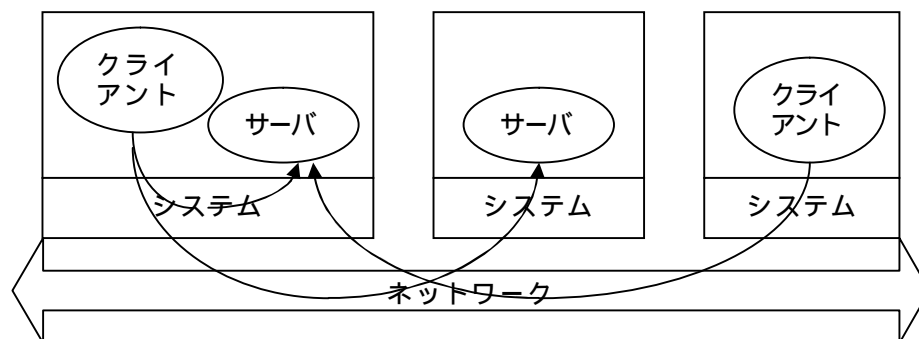 クライ
アント
サーバ
サーバ
クライ
アント
システム
システム
システム
ネットワーク